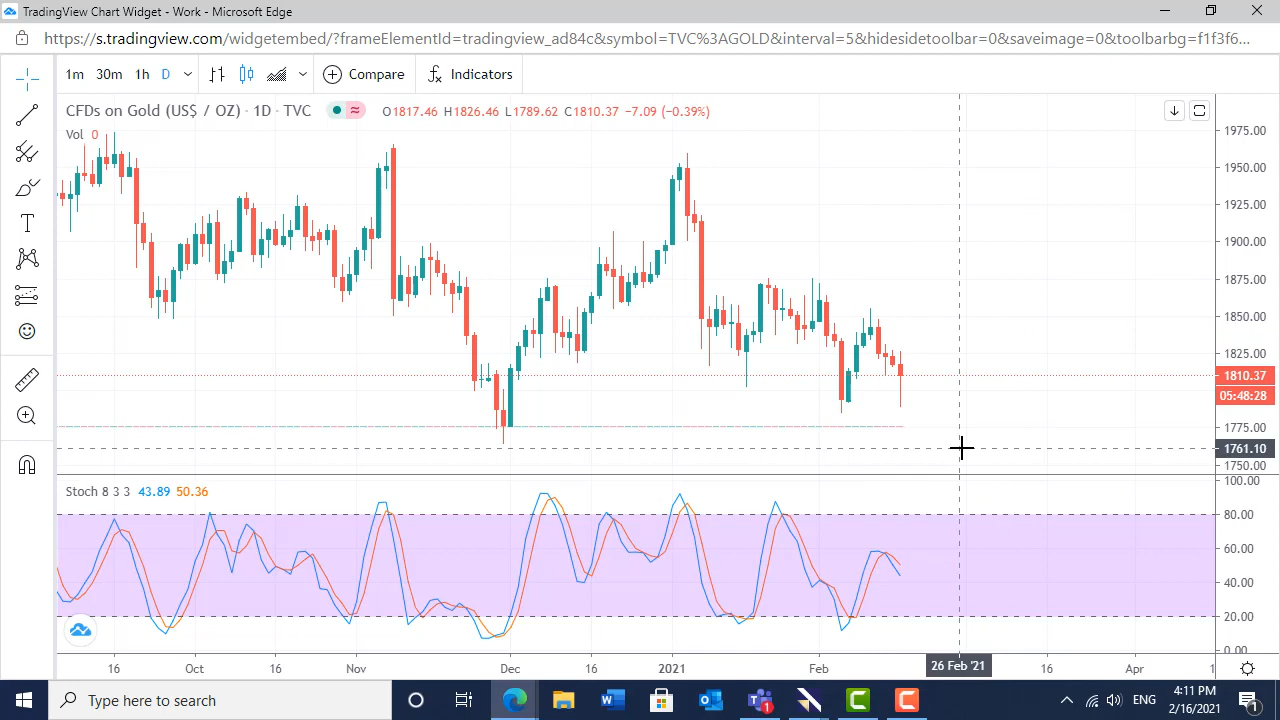 TradingView Chart Widget - Work - Microsoft Edge
https://s.tradingview.com/widgetembed/?frameElementId=tradingview_ad84c&symbol=TVC%3AGOLD&interval=5&hidesidetoolbar=0&saveimage=0&toolbarbg=f1f3f6...
1m 30m 1h D Compare Indicators
CFDs on Gold (US$ / OZ) · 1D · TVC O1817.46 H1826.46 L1789.62 C1810.37 −7.09 (−0.39%)
Vol 0
1975.00
1950.00
1925.00
1900.00
1875.00
1850.00
1825.00
1810.37
05:48:28
1775.00
1761.10
1750.00
Stoch 8 3 3 43.89 50.36
100.00
80.00
60.00
40.00
20.00
0.00
16 Oct 16 Nov Dec 16 2021 Feb 26 Feb '21 16 Apr 1
Type here to search
1
ENG
4:11 PM
2/16/2021
1